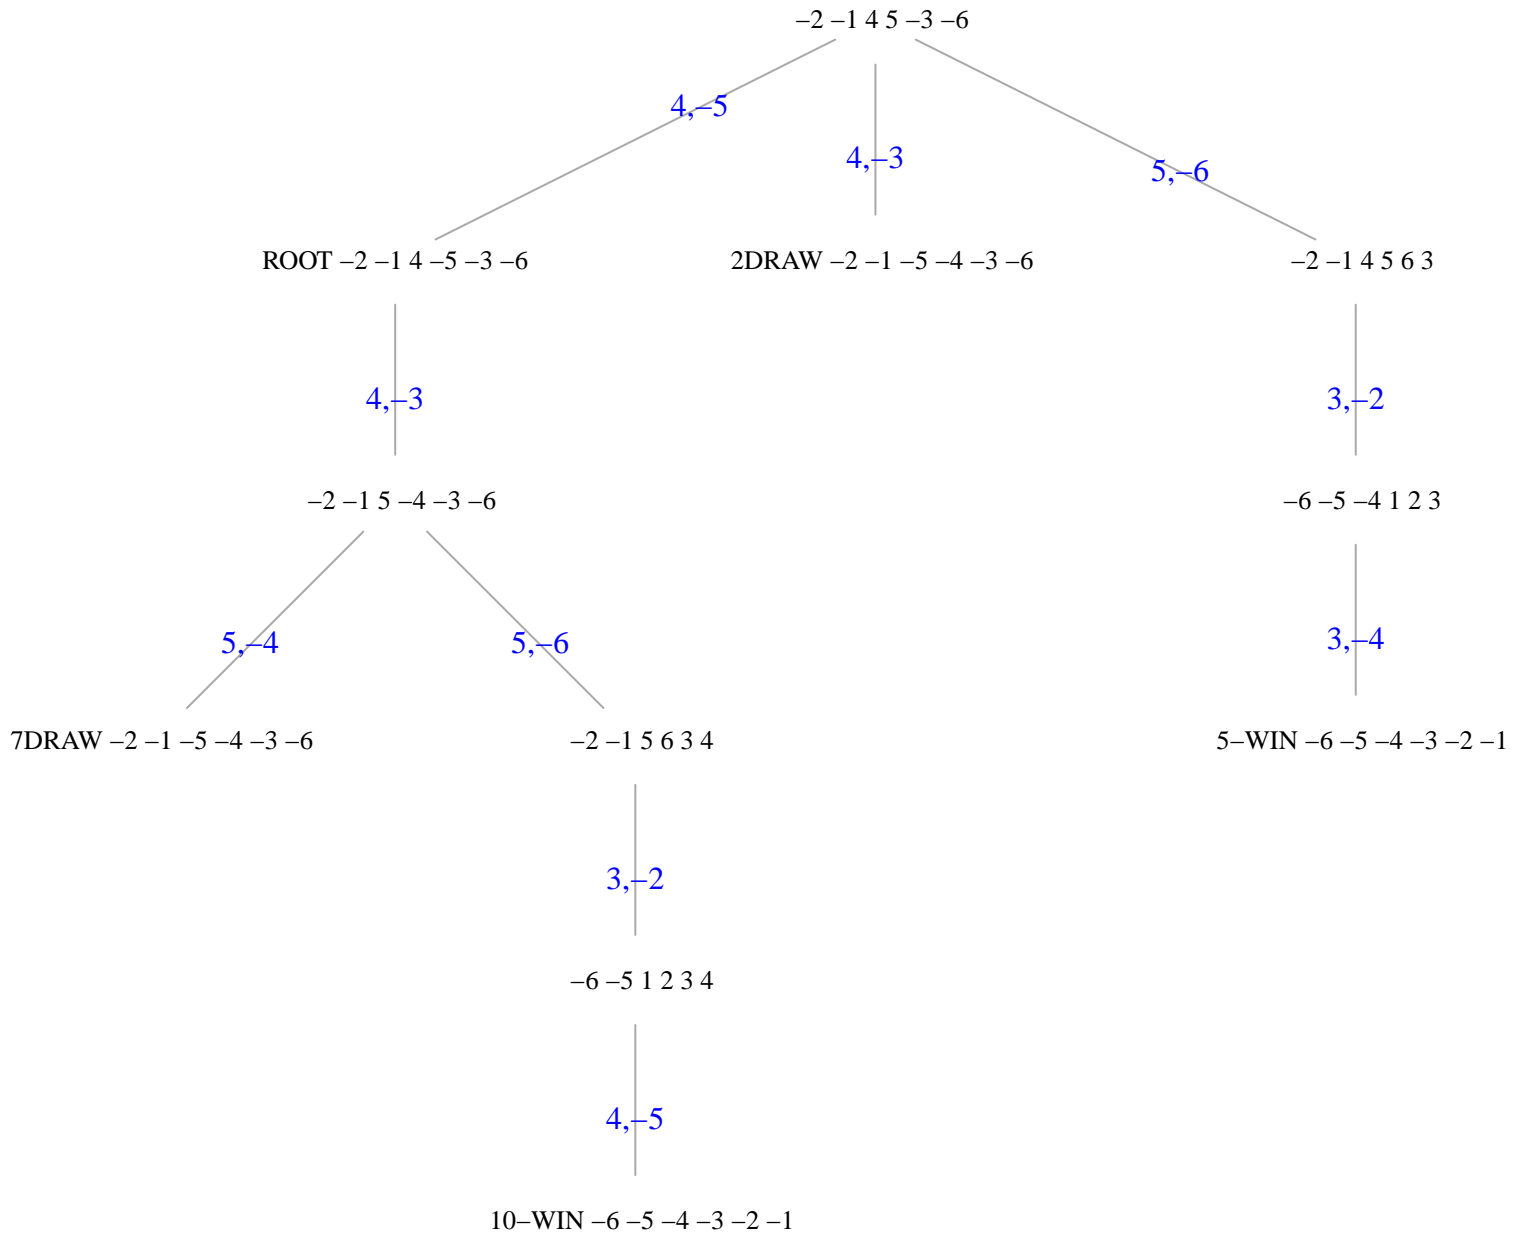 –2 –1 4 5 –3 –6
4,–5
4,–3
5,–6
ROOT –2 –1 4 –5 –3 –6
2DRAW –2 –1 –5 –4 –3 –6
–2 –1 4 5 6 3
4,–3
3,–2
–2 –1 5 –4 –3 –6
–6 –5 –4 1 2 3
5,–4
5,–6
3,–4
7DRAW –2 –1 –5 –4 –3 –6
–2 –1 5 6 3 4
5–WIN –6 –5 –4 –3 –2 –1
3,–2
–6 –5 1 2 3 4
4,–5
10–WIN –6 –5 –4 –3 –2 –1